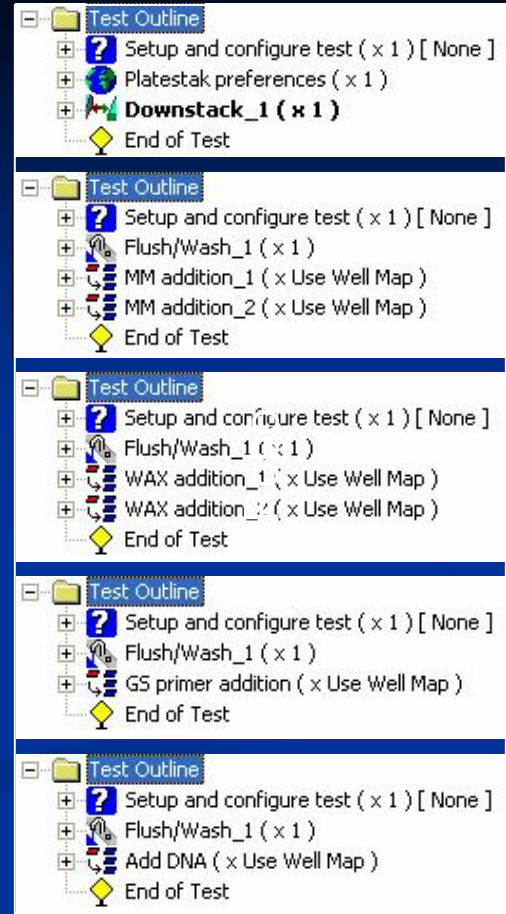 Test Outline
Setup and configure test ( x 1 ) [ None ]
Platestak preferences ( x 1 )
Downstack_1 ( x 1 )
End of Test
Test Outline
Setup and configure test ( x 1 ) [ None ]
Flush/Wash_1 ( x 1 )
MM addition_1 ( x Use Well Map )
MM addition_2 ( x Use Well Map )
End of Test
Test Outline
Setup and configure test ( x 1 ) [ None ]
Flush/Wash_1 ( x 1 )
WAX addition_1 ( x Use Well Map )
WAX addition_2 ( x Use Well Map )
End of Test
Test Outline
Setup and configure test ( x 1 ) [ None ]
Flush/Wash_1 ( x 1 )
GS primer addition ( x Use Well Map )
End of Test
Test Outline
Setup and configure test ( x 1 ) [ None ]
Flush/Wash_1 ( x 1 )
Add DNA ( x Use Well Map )
End of Test